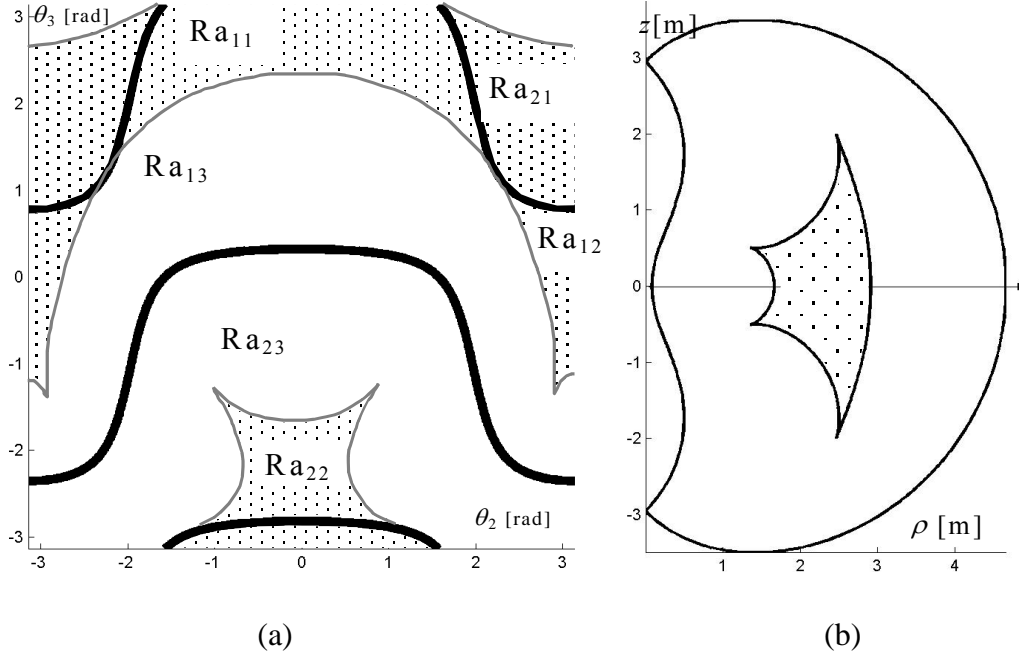 θ3 [rad]
3
2
1
0
-1
-2
-3
Ra11
Ra21
Ra13
Ra12
Ra23
Ra22
θ2 [rad]
-3 -2 -1 0 1 2 3
(a)
z[m]
3
2
1
0
-1
-2
-3
ρ [m]
1 2 3 4
(b)